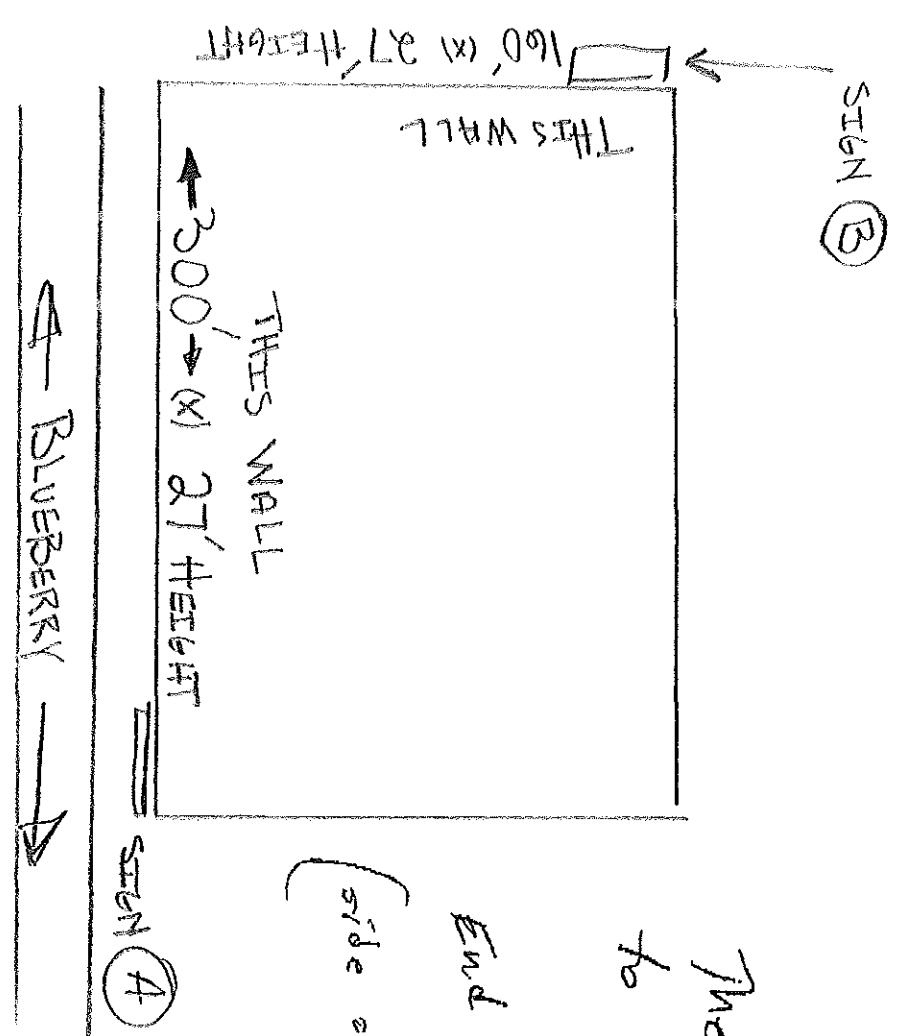 160' (X) 27' HEIGHT
THIS WALL
SIGN B
THIS WALL
←300'→ (X) 27' HEIGHT
← BLUEBERRY →
SIGN A
to
End
(side